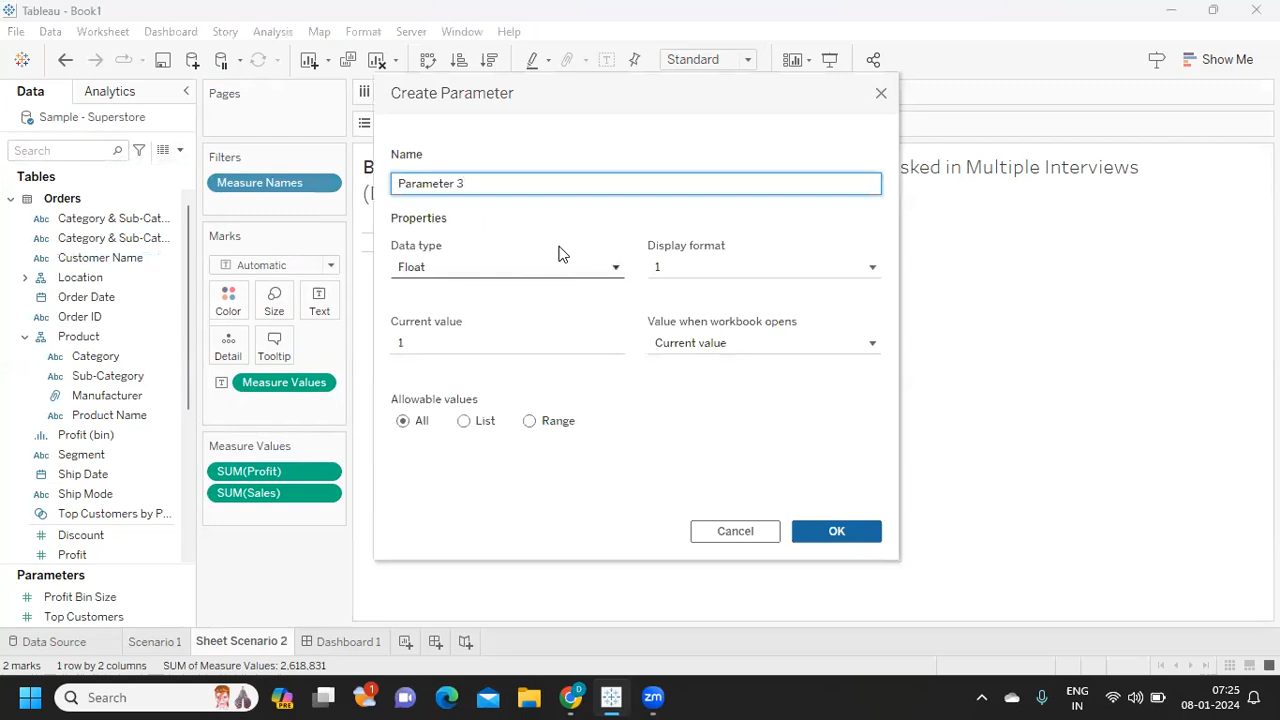 Tableau - Book1
File Data Worksheet Dashboard Story Analysis Map Format Server Window Help
Standard
Show Me
Data Analytics
Sample - Superstore
Search
Tables
Orders
Category & Sub-Cat...
Category & Sub-Cat...
Customer Name
Location
Order Date
Order ID
Product
Category
Sub-Category
Manufacturer
Product Name
Profit (bin)
Segment
Ship Date
Ship Mode
Top Customers by P...
Discount
Profit
Parameters
Profit Bin Size
Top Customers
Pages
Filters
Measure Names
Marks
Automatic
Color Size Text
Detail Tooltip
Measure Values
Measure Values
SUM(Profit)
SUM(Sales)
sked in Multiple Interviews
Create Parameter
Name
Parameter 3
Properties
Data type Display format
Float 1
Current value Value when workbook opens
1 Current value
Allowable values
All List Range
Cancel OK
Data Source Scenario 1 Sheet Scenario 2 Dashboard 1
2 marks 1 row by 2 columns SUM of Measure Values: 2,618,831
Search
PRE
1
D
zm
ENG
IN
07:25
08-01-2024